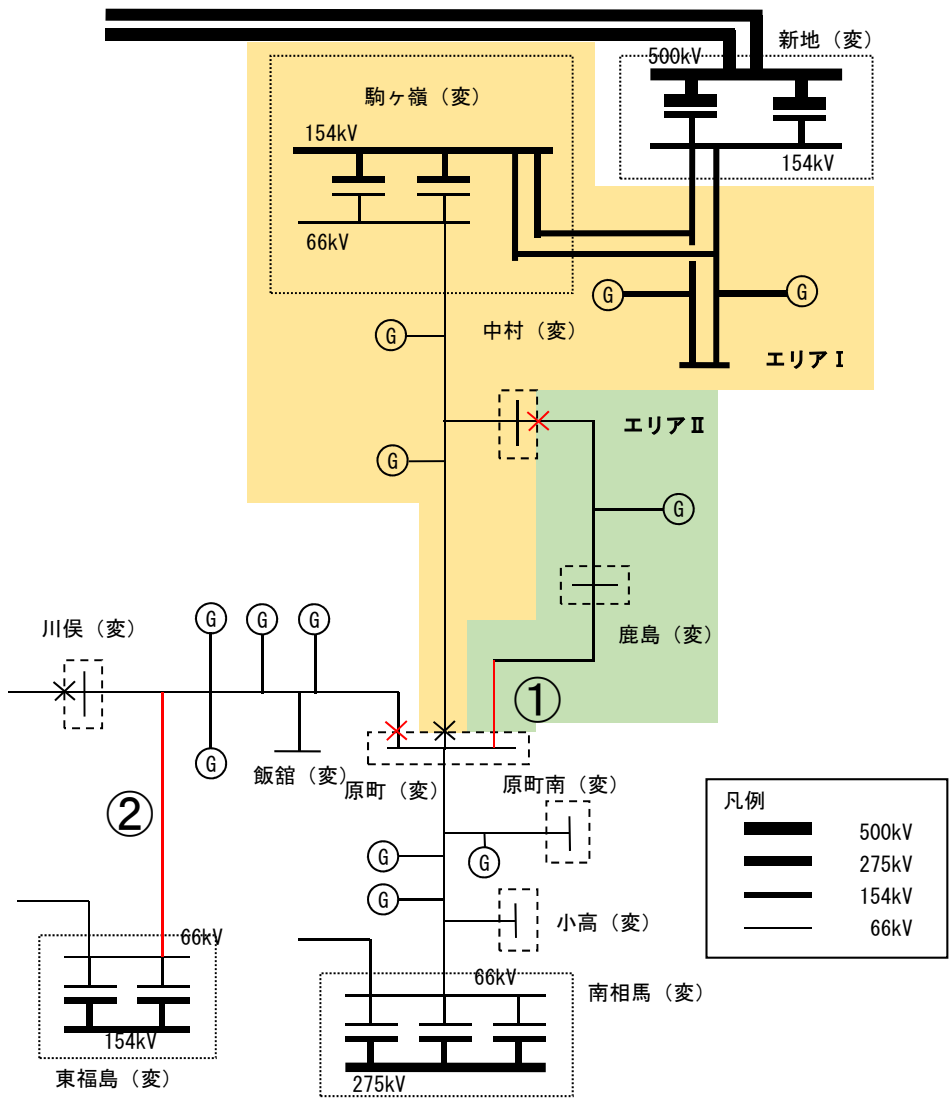 新地（変）
500kV
駒ヶ嶺（変）
154kV
154kV
66kV
G
G
G
中村（変）
エリアⅠ
エリアⅡ
G
G
G
G
G
川俣（変）
鹿島（変）
①
G
飯舘（変）
原町（変）
原町南（変）
②
凡例
500kV
275kV
154kV
66kV
G
G
G
小高（変）
66kV
66kV
南相馬（変）
154kV
東福島（変）
275kV